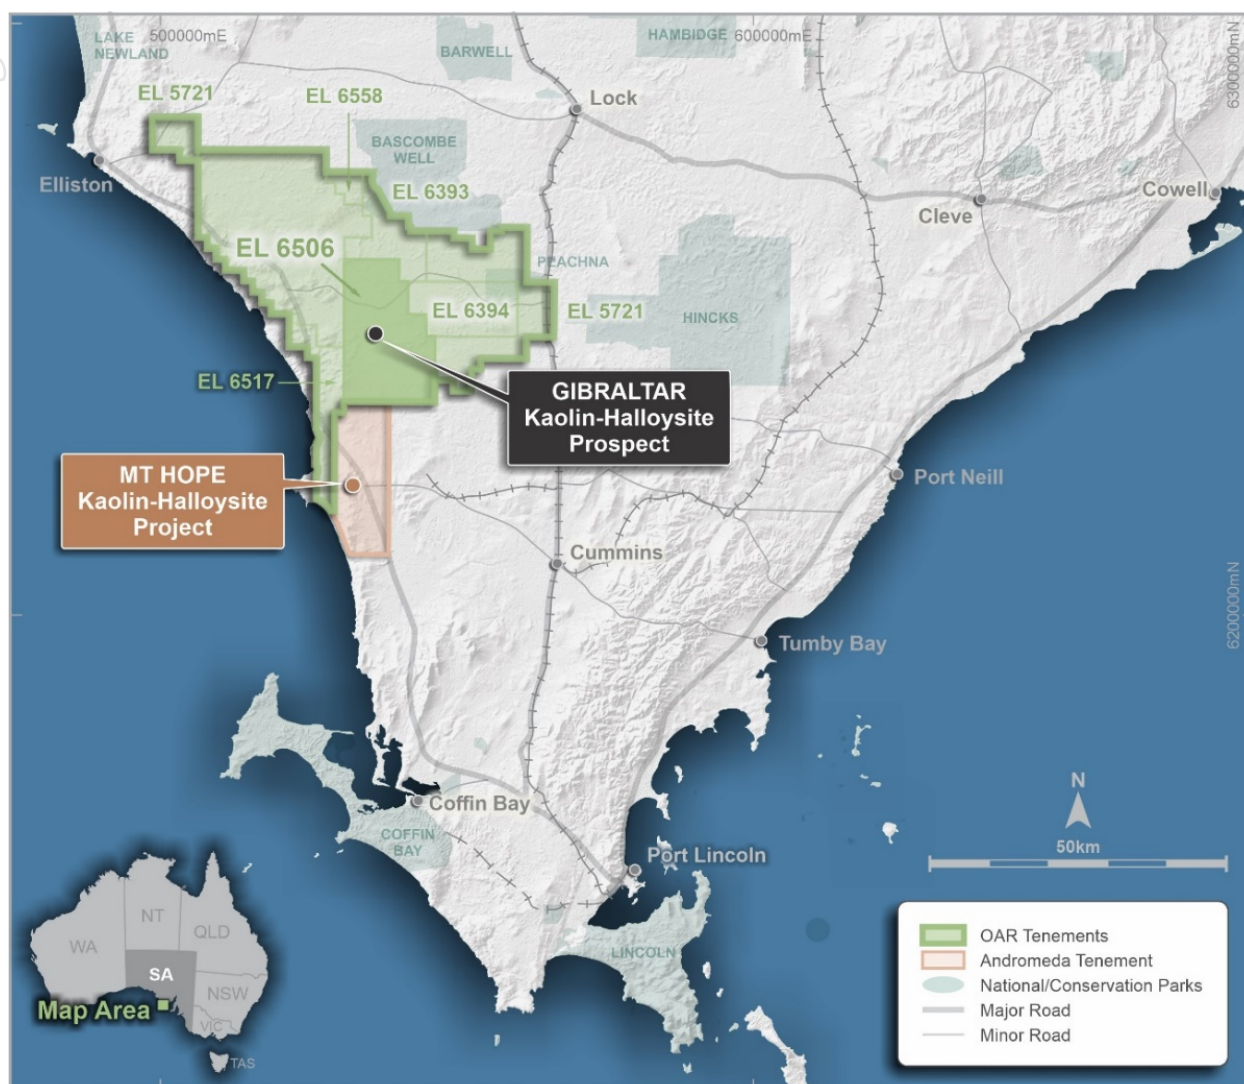 LAKE
NEWLAND
500000mE
BARWELL
HAMBIDGE
600000mE
6300000mN
EL 5721
EL 6558
Lock
BASCOMBE
WELL
Elliston
EL 6393
Cowell
Cleve
EL 6506
PEACHNA
EL 6394
EL 5721
HINCKS
EL 6517
GIBRALTAR
Kaolin-Halloysite
Prospect
MT HOPE
Kaolin-Halloysite
Project
Port Neill
Cummins
6200000mN
Tumby Bay
N
50km
Coffin Bay
COFFIN
BAY
Port Lincoln
LINCOLN
WA
NT
QLD
SA
NSW
VIC
TAS
Map Area
OAR Tenements
Andromeda Tenement
National/Conservation Parks
Major Road
Minor Road